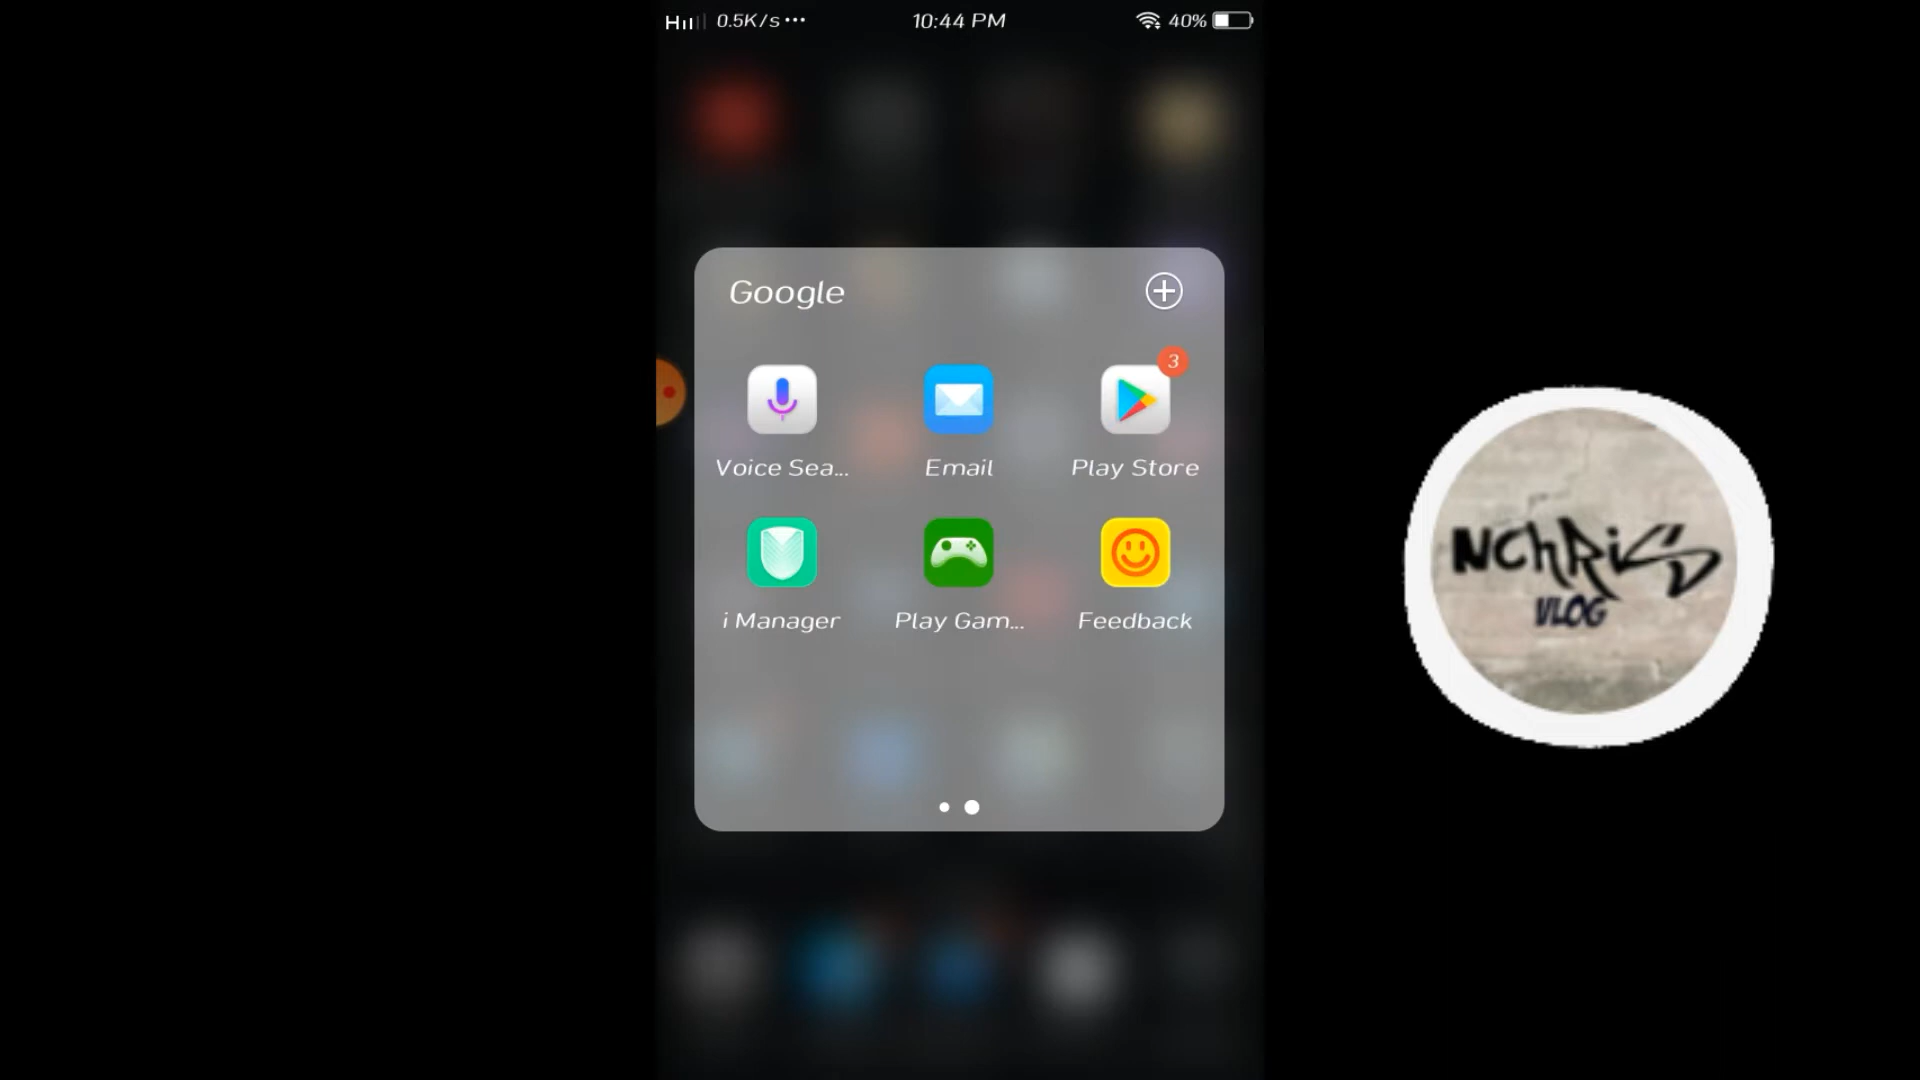 H 0.5K/s ... 10:44 PM 40%
Google
3
Voice Sea... Email Play Store
i Manager Play Gam... Feedback
NChRiS
VLOG